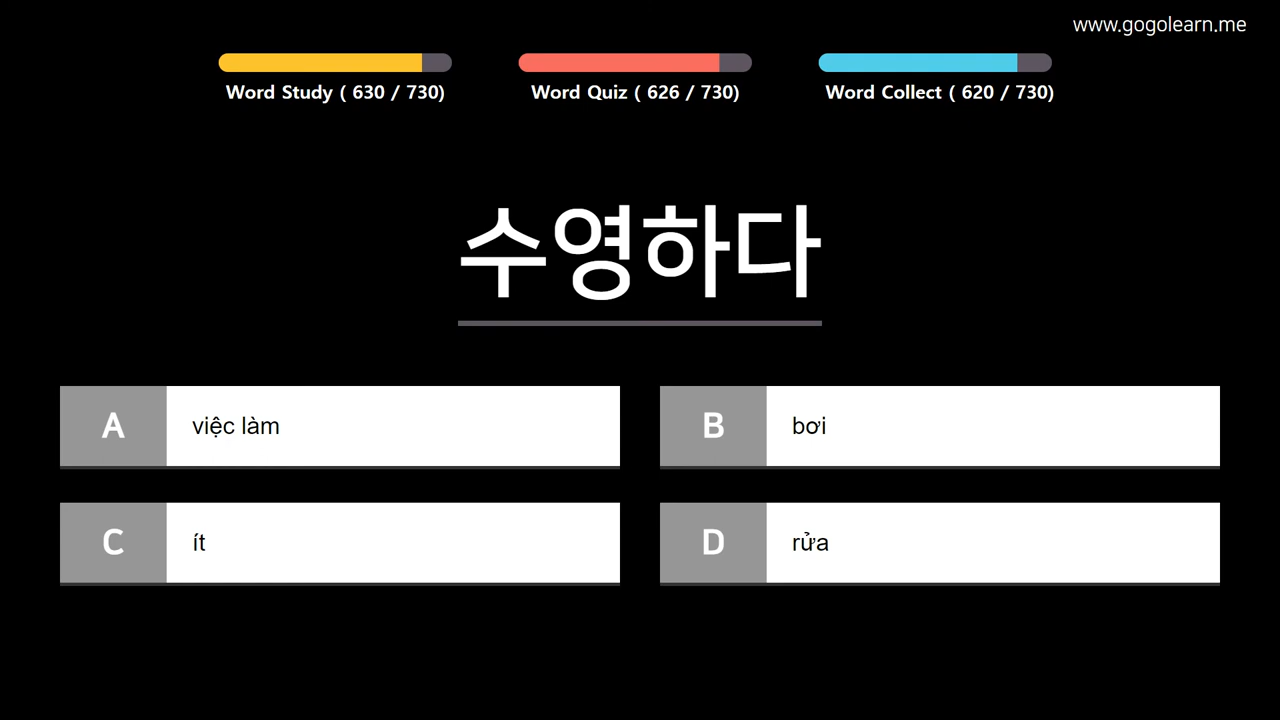 www.gogolearn.me
Word Study ( 630 / 730)
Word Quiz ( 626 / 730)
Word Collect ( 620 / 730)
수영하다
A việc làm
B bơi
C ít
D rửa